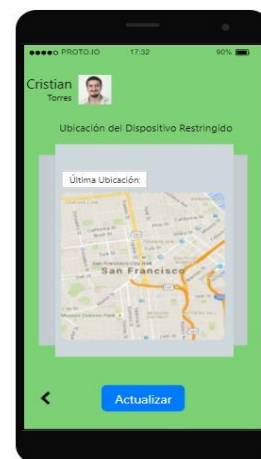 PROTO.IO 17:32 90%
Cristian
Torres
Ubicación del Dispositivo Restringido
Última Ubicación:
San Francisco
Actualizar